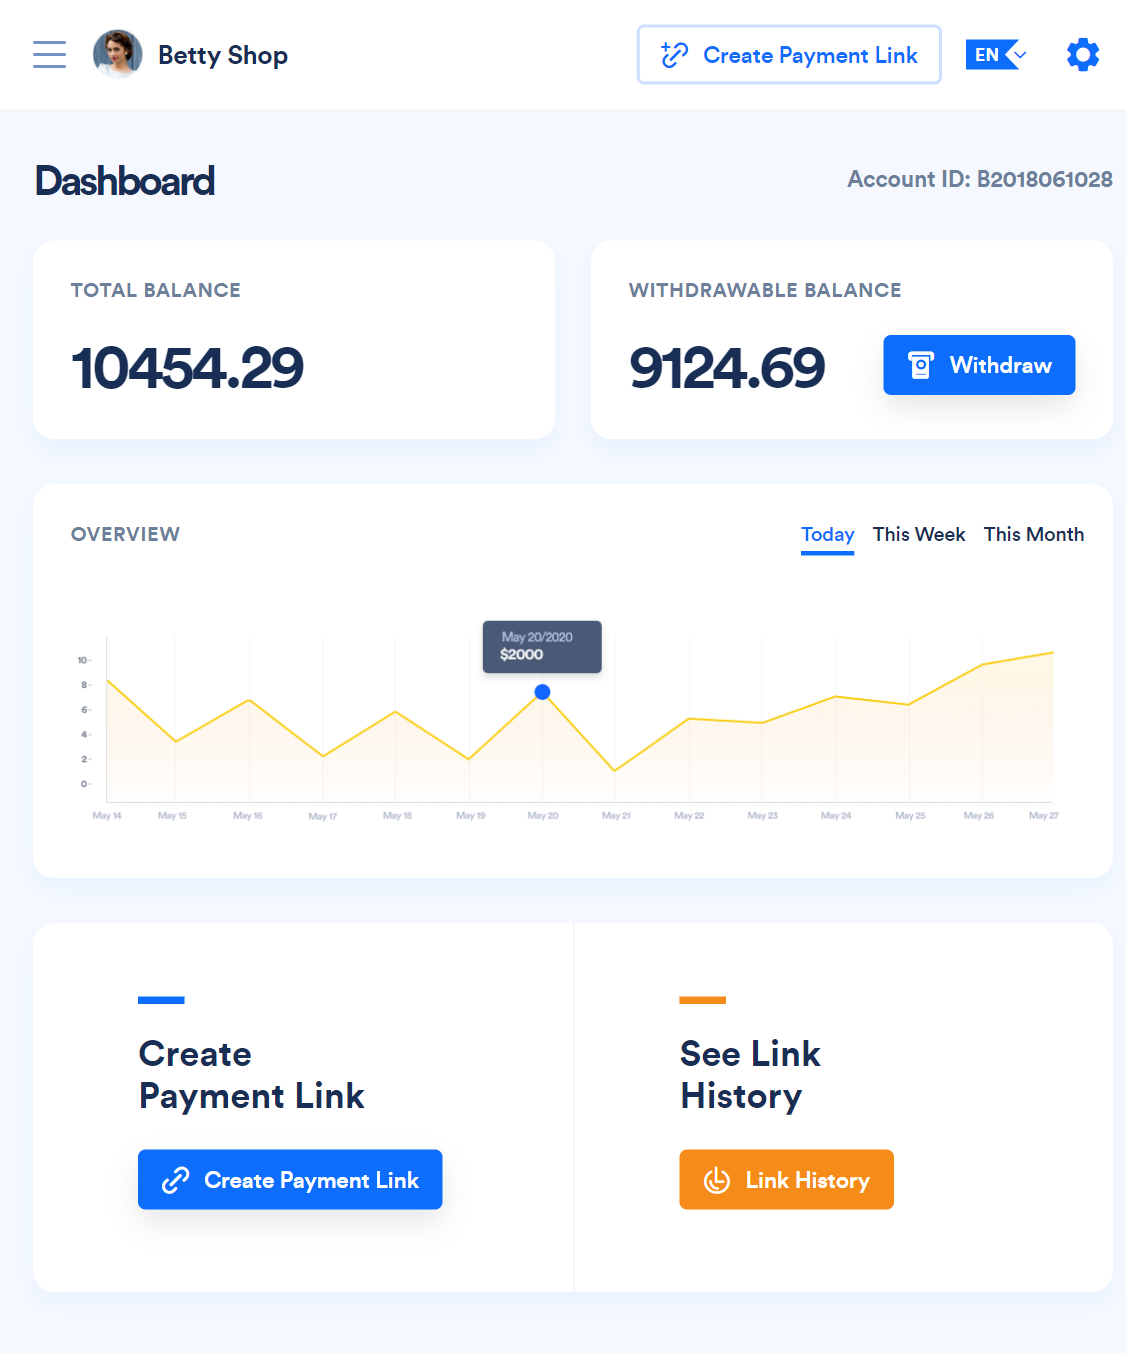 Betty Shop
Create Payment Link
EN
Dashboard
Account ID: B2018061028
TOTAL BALANCE
10454.29
WITHDRAWABLE BALANCE
9124.69
Withdraw
OVERVIEW
Today This Week This Month
May 20/2020
$2000
10
8
6
4
2
0
May 14 May 15 May 16 May 17 May 18 May 19 May 20 May 21 May 22 May 23 May 24 May 25 May 26 May 27
Create
Payment Link
Create Payment Link
See Link
History
Link History